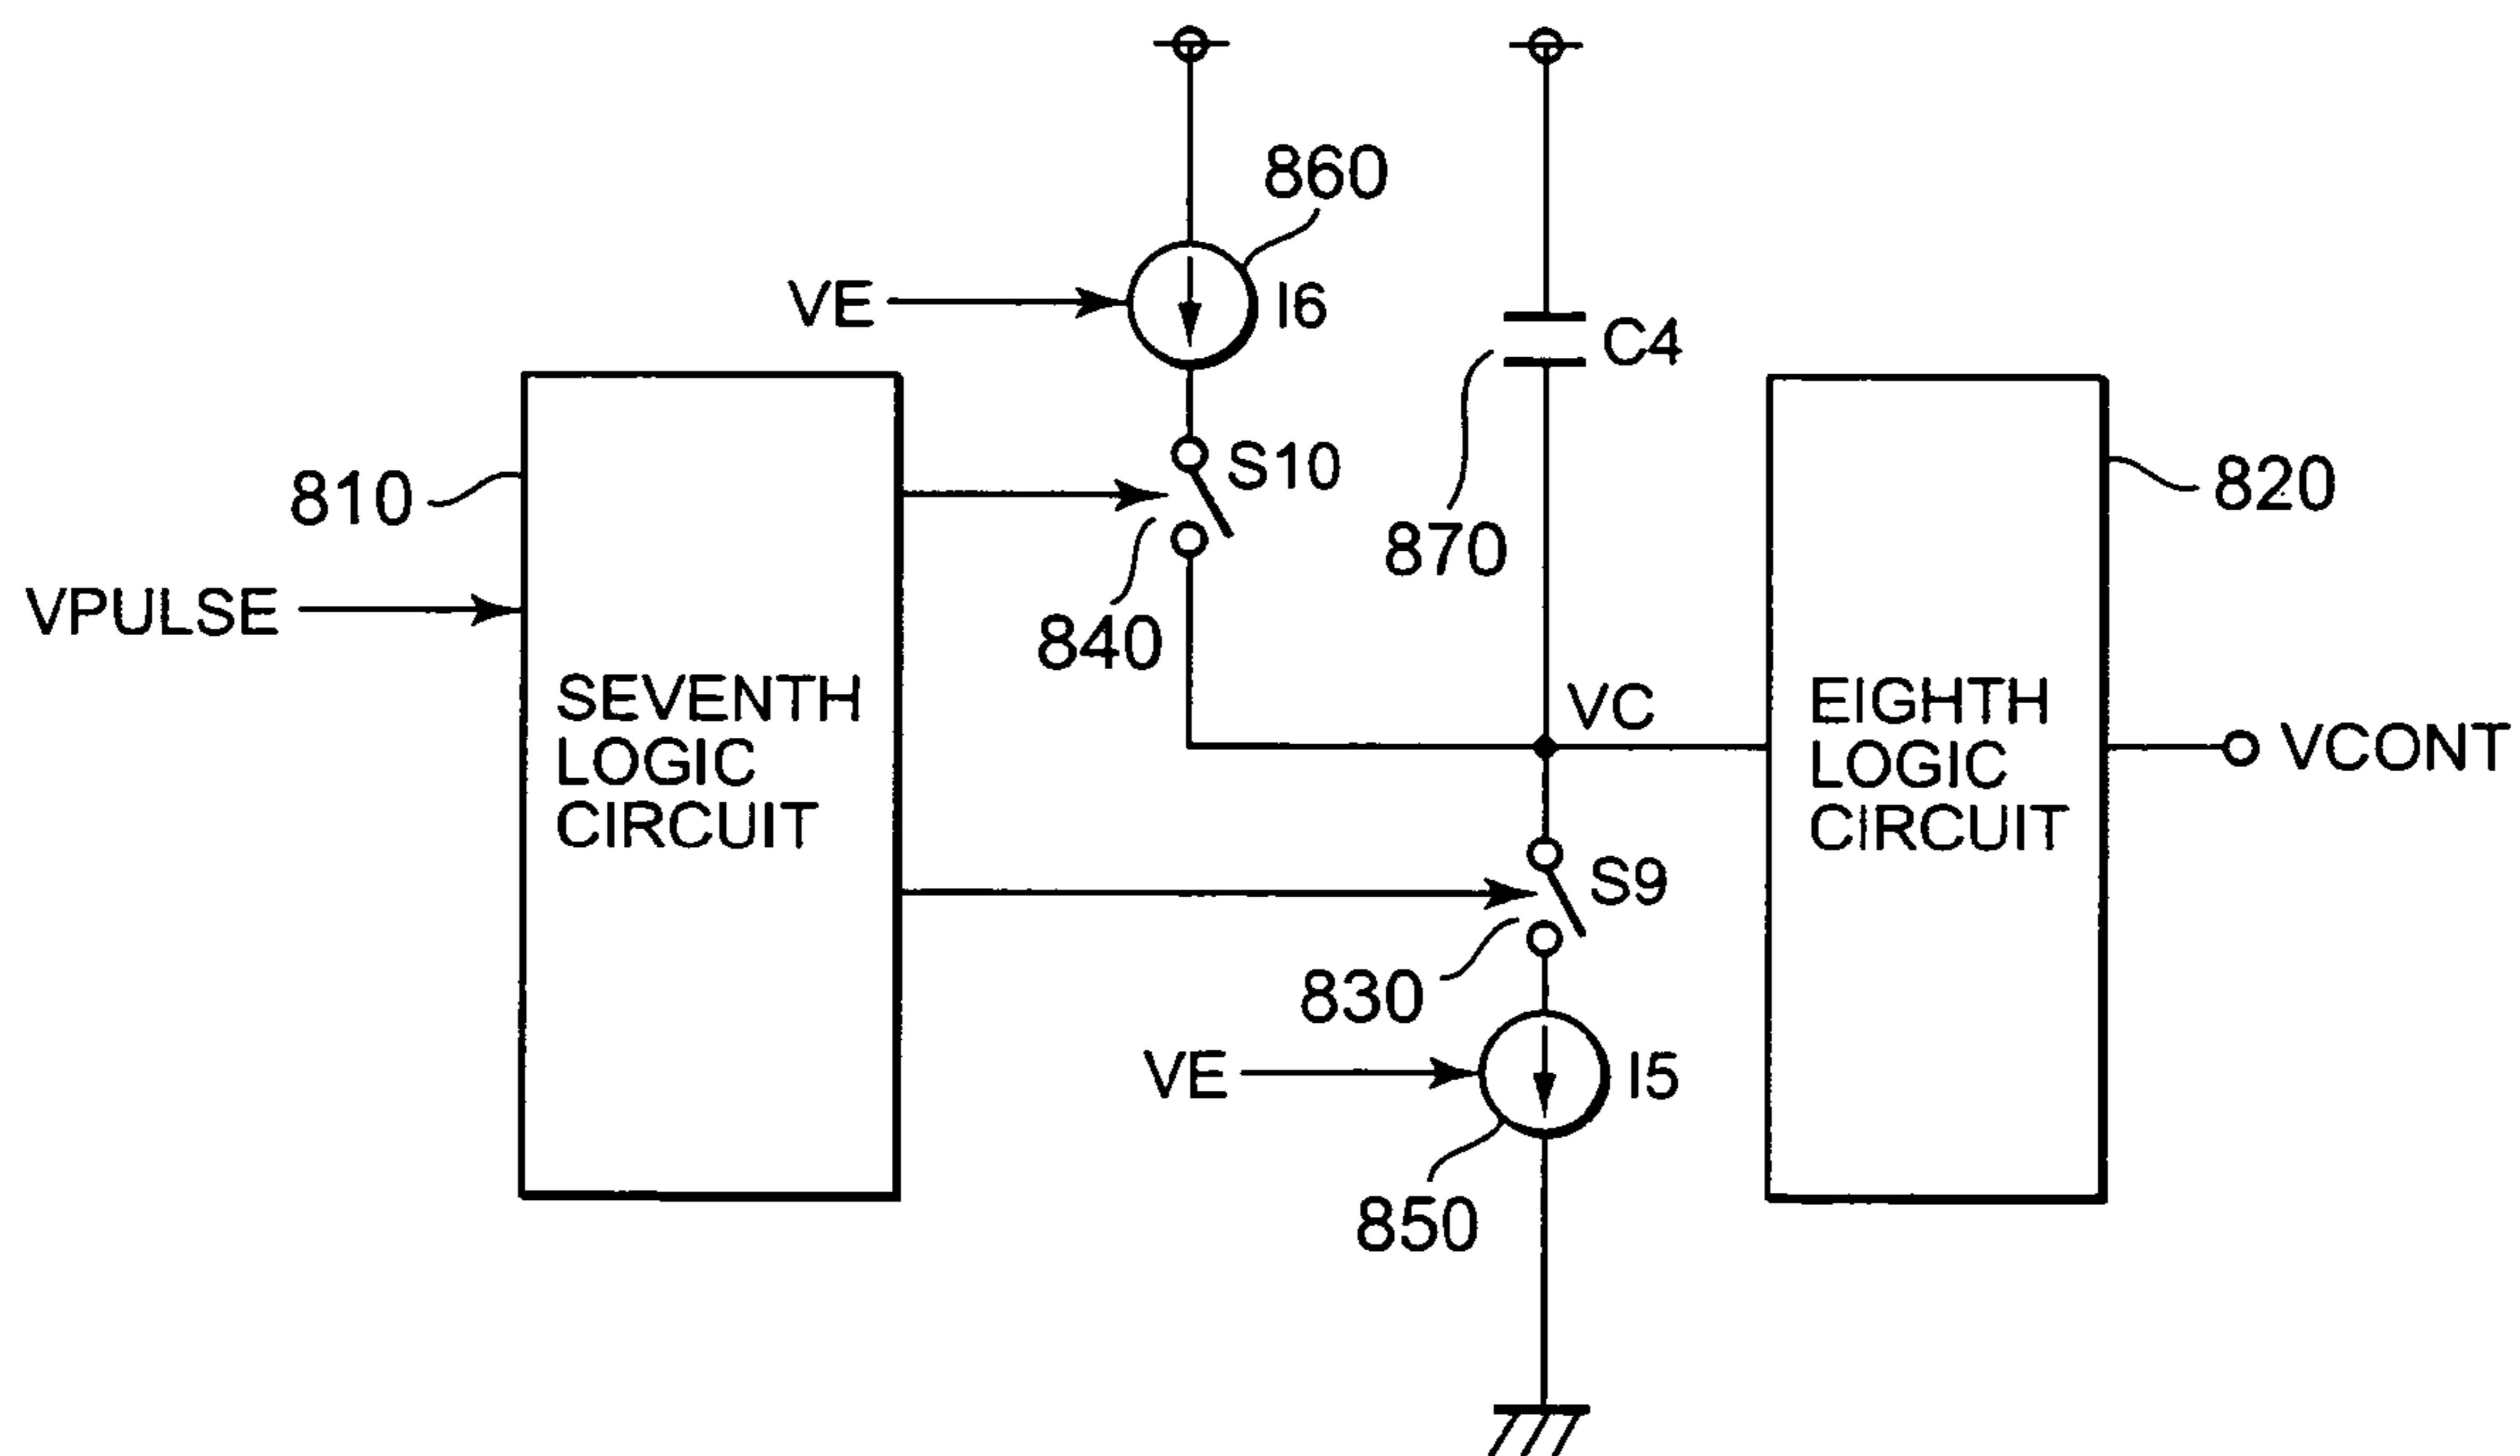 860
VE
I6
C4
S10
810
820
870
VPULSE
840
SEVENTH
LOGIC
CIRCUIT
VC
EIGHTH
LOGIC
CIRCUIT
VCONT
S9
830
VE
I5
850